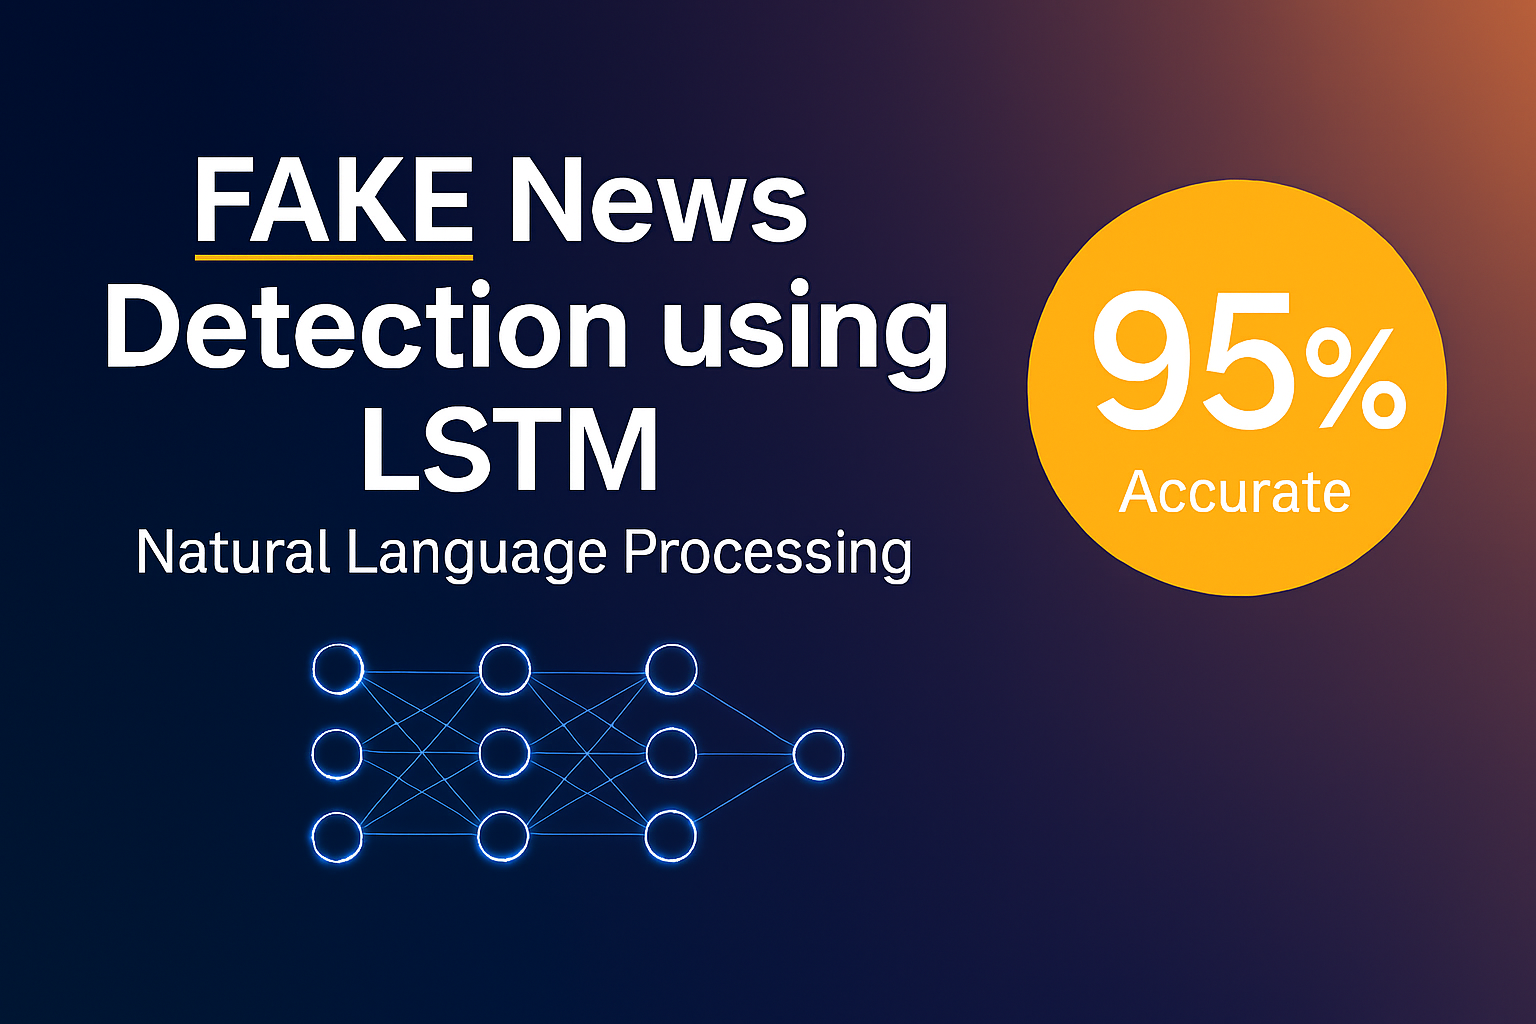 FAKE News
Detection using
LSTM
Natural Language Processing
95%
Accurate